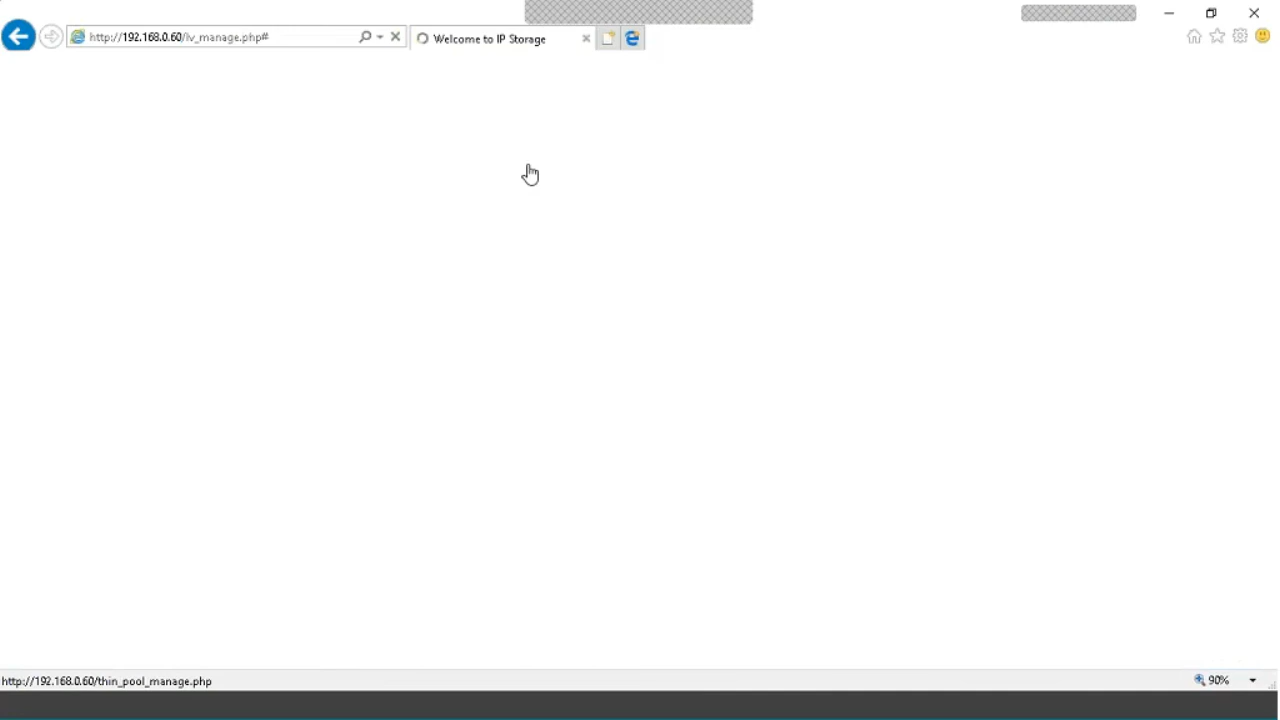 http://192.168.0.60/lv_manage.php#
Welcome to IP Storage
http://192.168.0.60/thin_pool_manage.php
90%